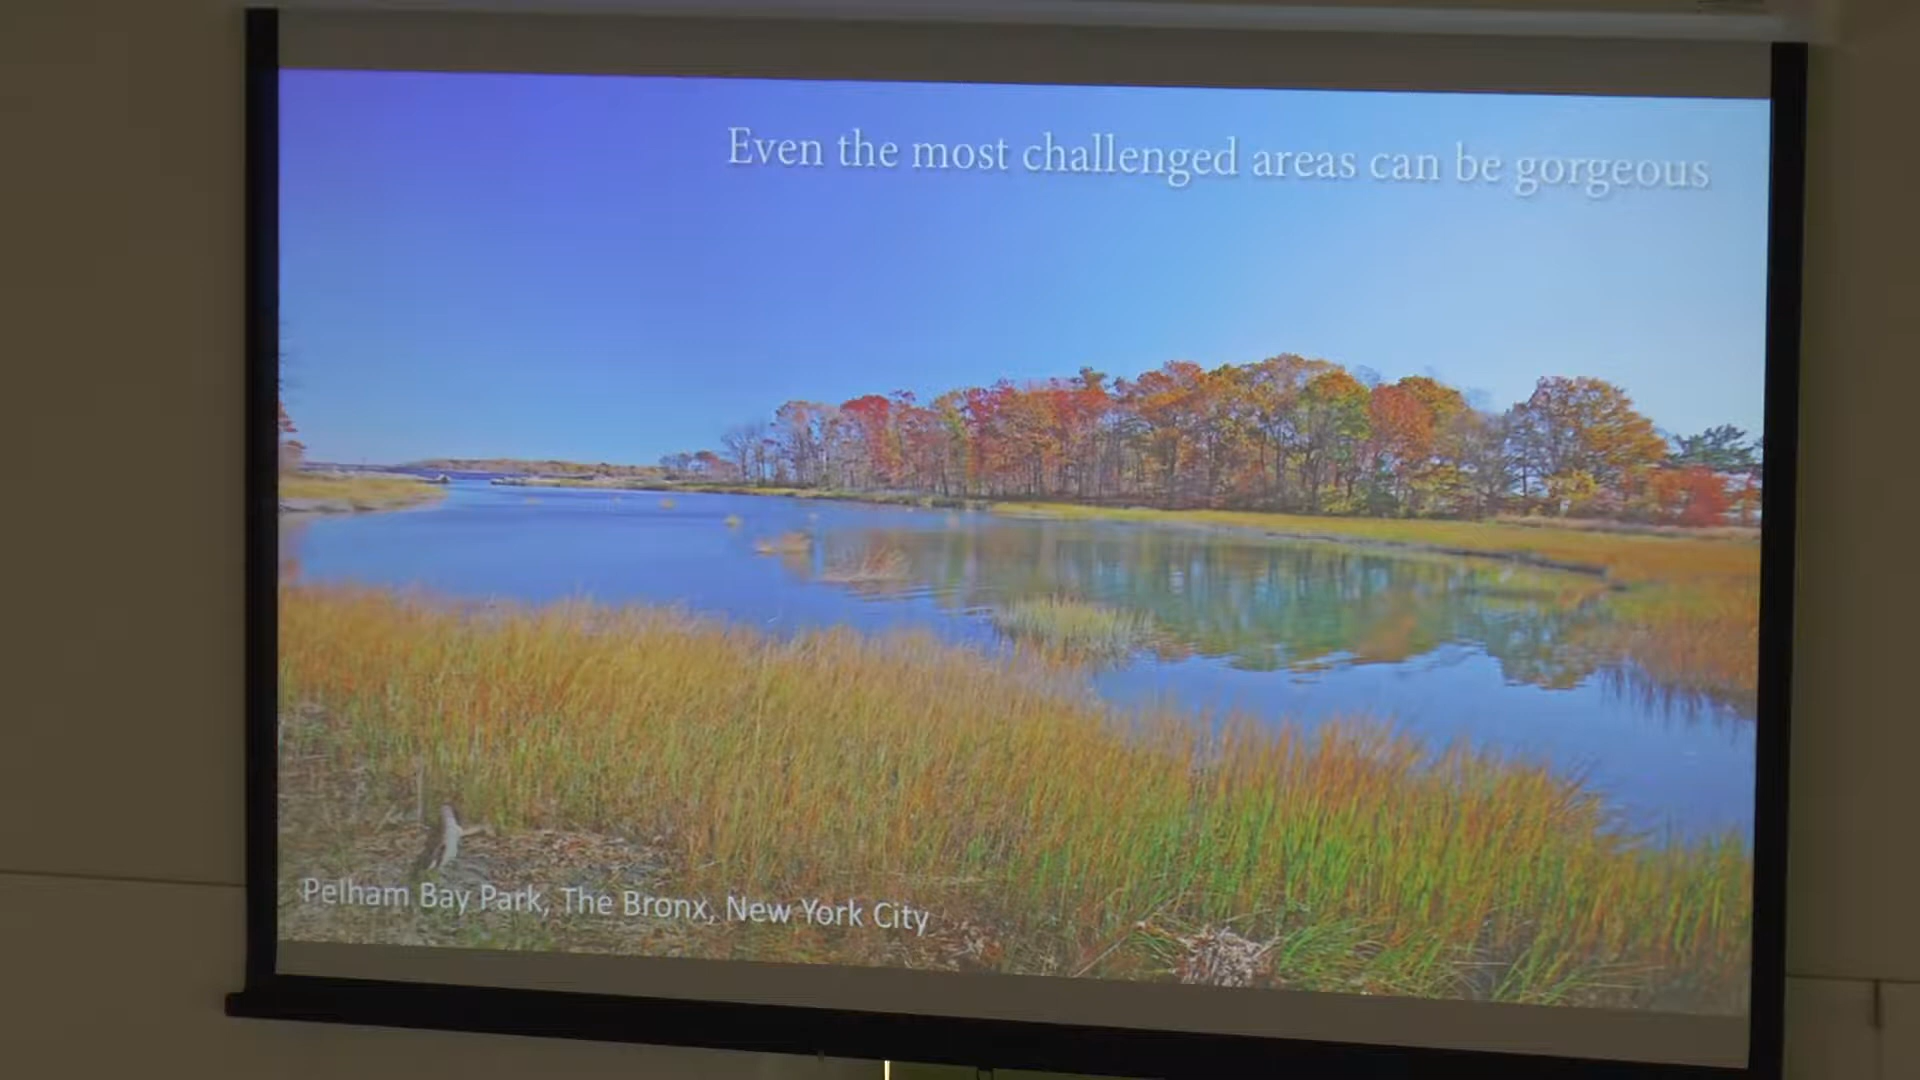 Even the most challenged areas can be gorgeous
Pelham Bay Park, The Bronx, New York City